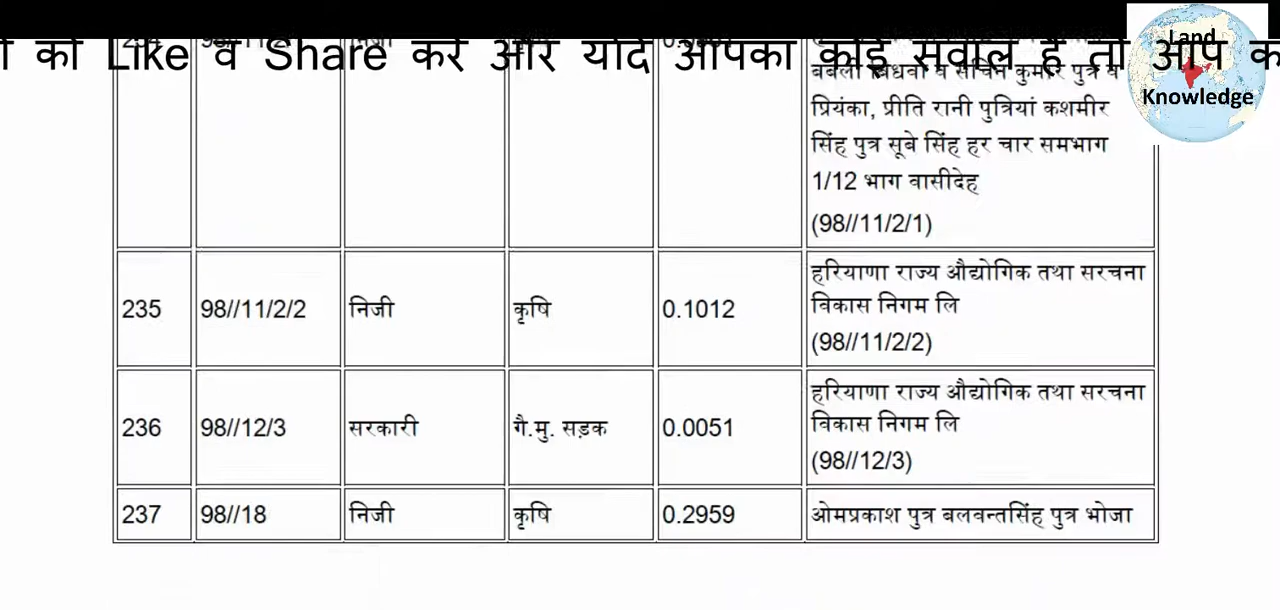 को Like व Share करें और यदि आपका कोई सवाल है तो आप
Land
Knowledge
बबली विधवा व सचिन कुमार पुत्र व
प्रियंका, प्रीति रानी पुत्रियां कशमीर
सिंह पुत्र सूबे सिंह हर चार समभाग
1/12 भाग वासीदेह
(98//11/2/1)
235 98//11/2/2 निजी कृषि 0.1012 हरियाणा राज्य औद्योगिक तथा सरचना
विकास निगम लि
(98//11/2/2)
236 98//12/3 सरकारी गै.मु. सड़क 0.0051 हरियाणा राज्य औद्योगिक तथा सरचना
विकास निगम लि
(98//12/3)
237 98//18 निजी कृषि 0.2959 ओमप्रकाश पुत्र बलवन्तसिंह पुत्र भोजा